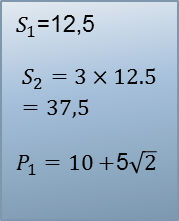 S₁=12,5
S₂ = 3 × 12.5
= 37,5
P₁ = 10 +5√2